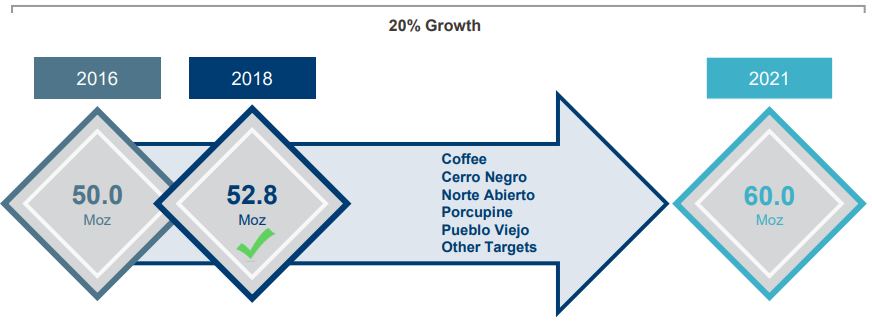 20% Growth
2016
2018
2021
50.0
Moz
52.8
Moz
Coffee
Cerro Negro
Norte Abierto
Porcupine
Pueblo Viejo
Other Targets
60.0
Moz